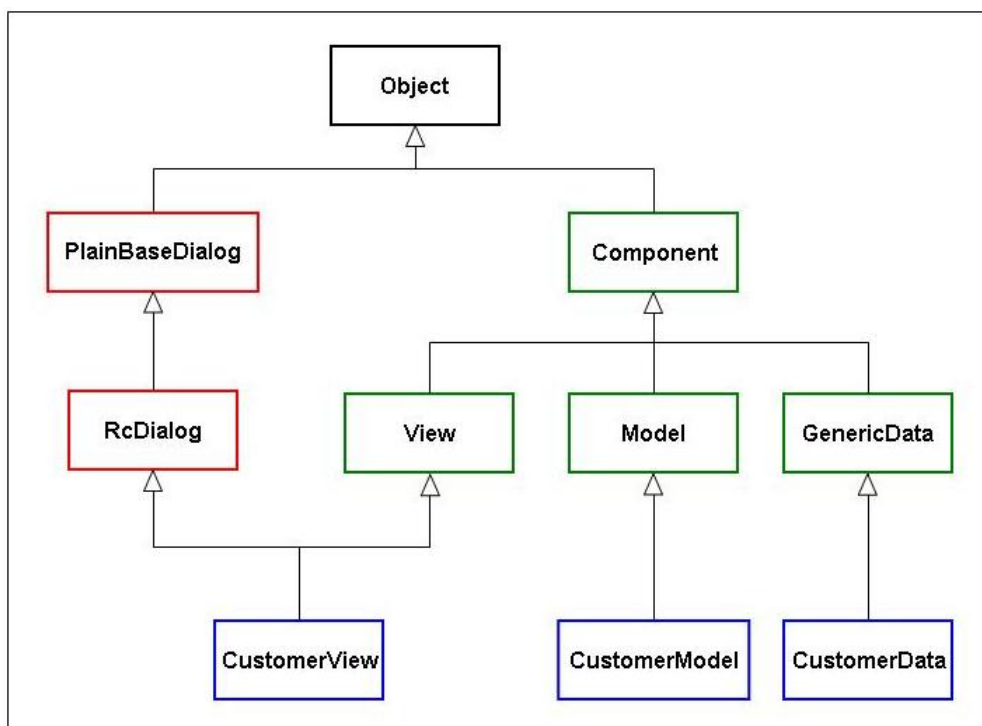 Object
PlainBaseDialog
Component
RcDialog
View
Model
GenericData
CustomerView
CustomerModel
CustomerData